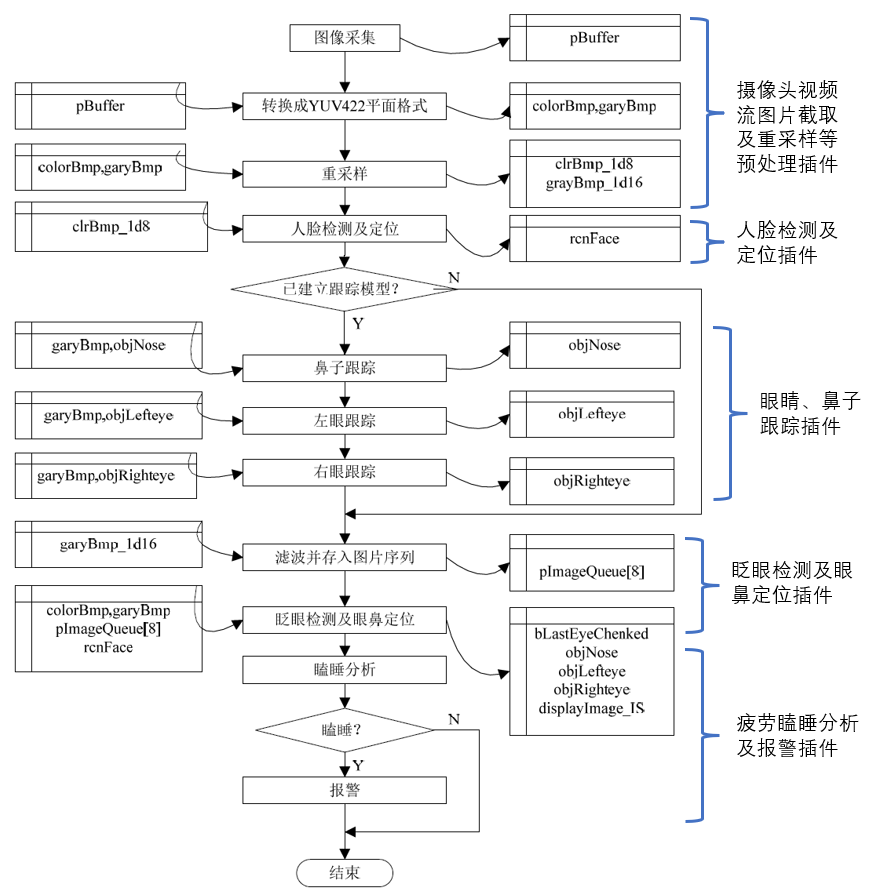 图像采集
pBuffer
摄像头视频
流图片截取
及重采样等
预处理插件
pBuffer
转换成YUV422平面格式
colorBmp,garyBmp
colorBmp,garyBmp
重采样
clrBmp_1d8
grayBmp_1d16
clrBmp_1d8
人脸检测及定位
rcnFace
人脸检测及
定位插件
已建立跟踪模型?
N
Y
garyBmp,objNose
鼻子跟踪
objNose
眼睛、鼻子
跟踪插件
garyBmp,objLefteye
左眼跟踪
objLefteye
garyBmp,objRighteye
右眼跟踪
objRighteye
garyBmp_1d16
滤波并存入图片序列
pImageQueue[8]
眨眼检测及眼
鼻定位插件
colorBmp,garyBmp
pImageQueue[8]
rcnFace
眨眼检测及眼鼻定位
bLastEyeChenked
objNose
objLefteye
objRighteye
displayImage_IS
瞌睡分析
瞌睡?
N
Y
疲劳瞌睡分析
及报警插件
报警
结束